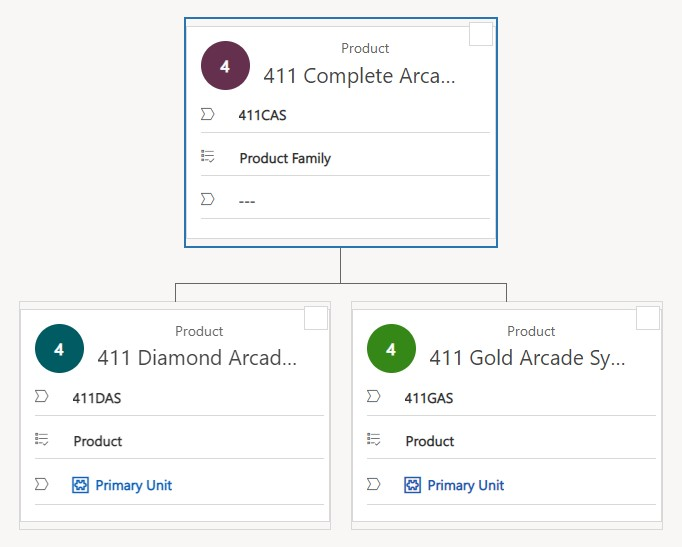 Product
4
411 Complete Arca...
411CAS
Product Family
---
Product
4
411 Diamond Arcad...
411DAS
Product
Primary Unit
Product
4
411 Gold Arcade Sy...
411GAS
Product
Primary Unit